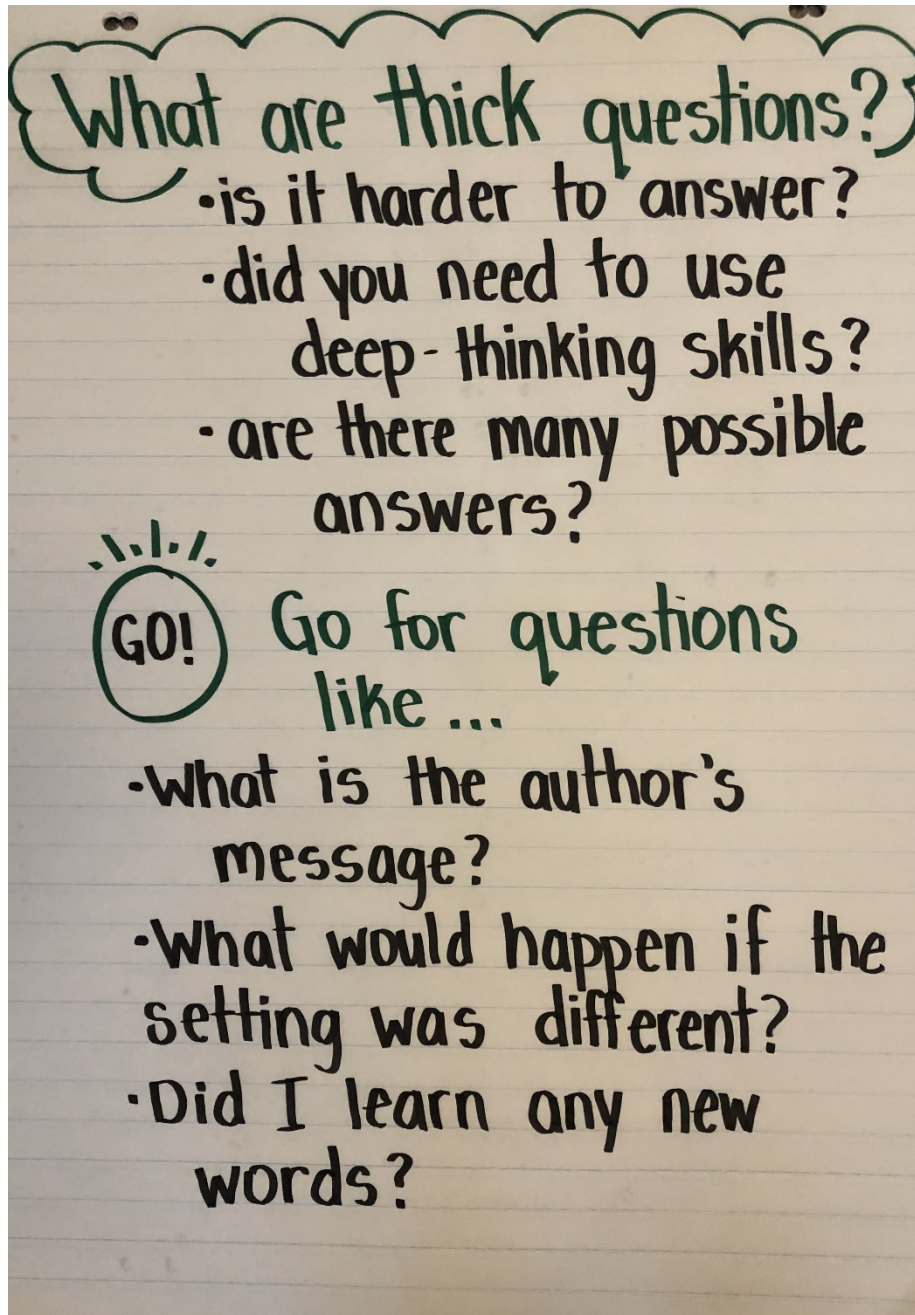 What are thick questions?
•is it harder to answer?
•did you need to use
deep-thinking skills?
•are there many possible
answers?
GO! Go for questions
like...
•What is the author's
message?
•What would happen if the
setting was different?
•Did I learn any new
words?